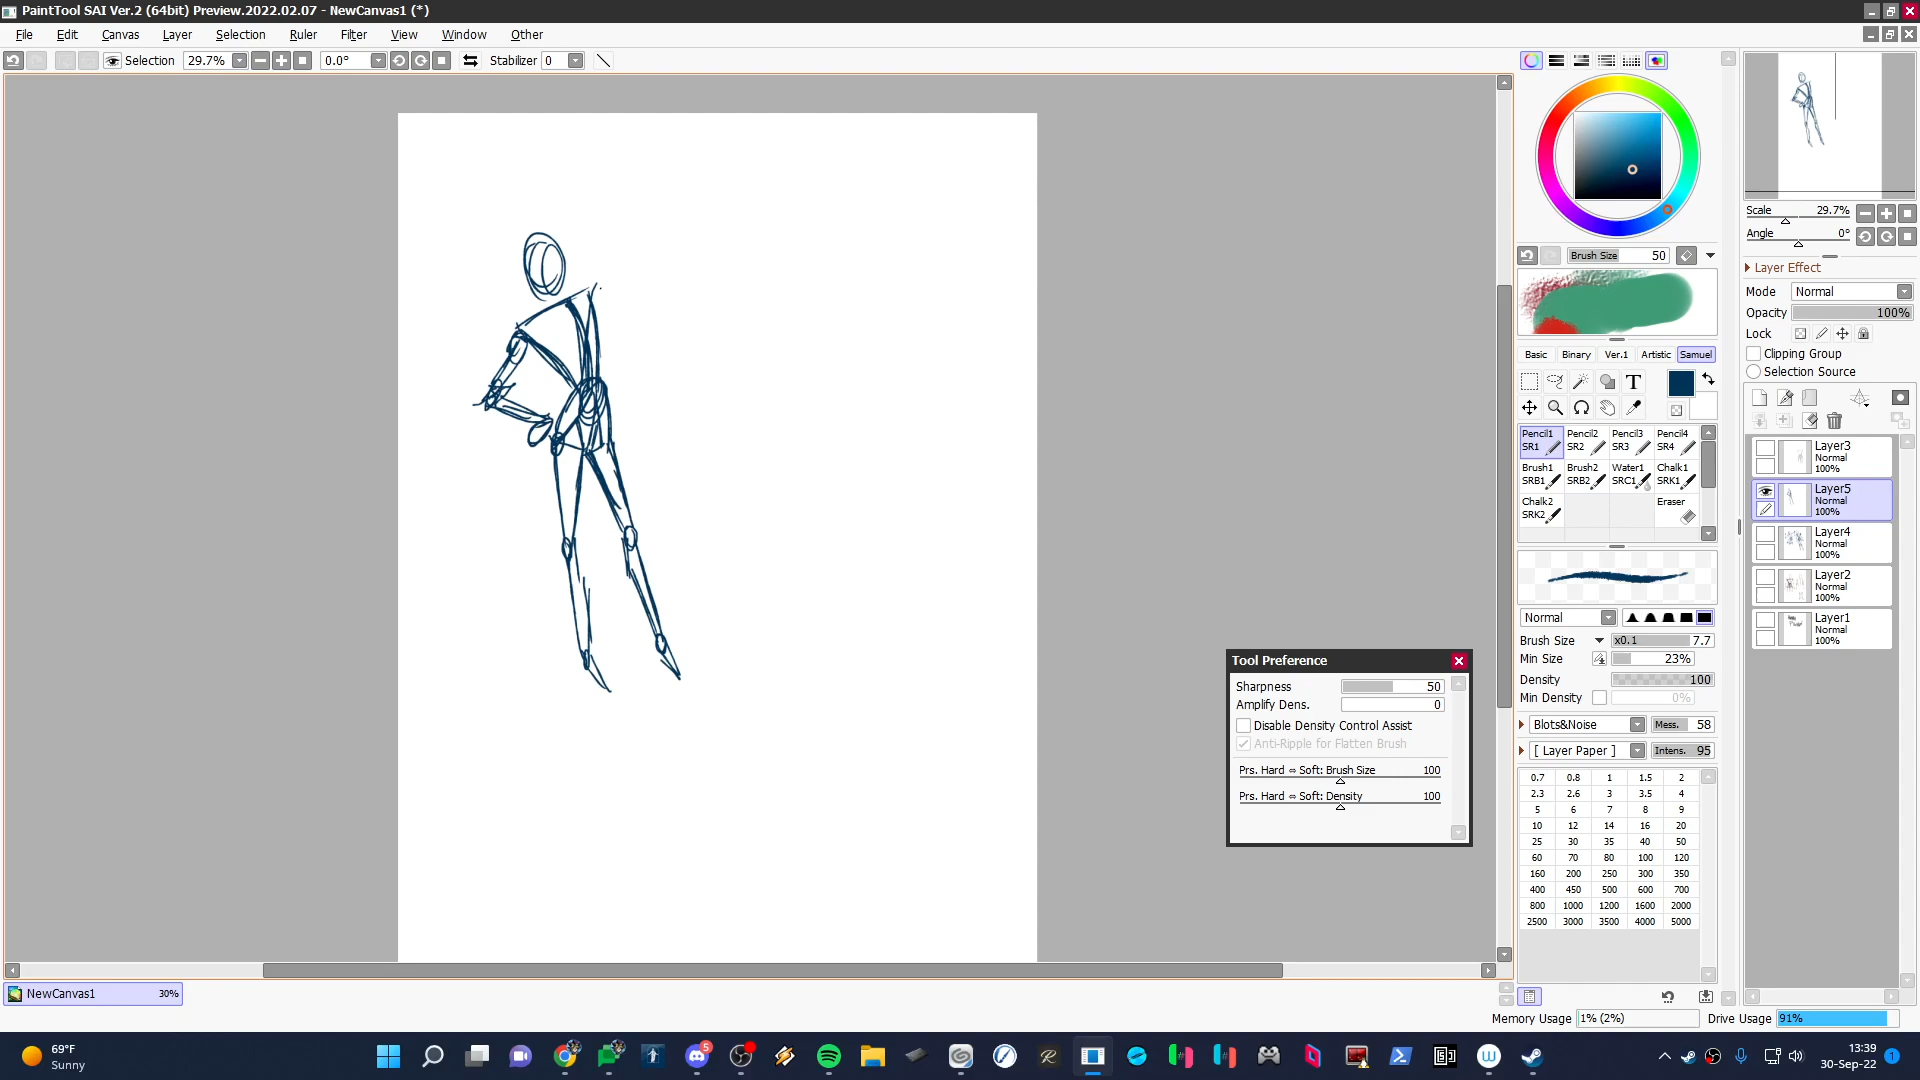 PaintTool SAI Ver.2 (64bit) Preview.2022.02.07 - NewCanvas1 (*)
File Edit Canvas Layer Selection Ruler Filter View Window Other
Selection 29.7% 0.0° Stabilizer 0
Scale 29.7%
Angle 0°
Brush Size 50
Layer Effect
Mode Normal
Opacity 100%
Lock
Clipping Group
Selection Source
Basic Binary Ver.1 Artistic Samuel
T
Pencil1 Pencil2 Pencil3 Pencil4
SR1 SR2 SR3 SR4
Brush1 Brush2 Water1 Chalk1
SRB1 SRB2 SRC1 SRK1
Chalk2 Eraser
SRK2
Layer3
Normal
100%
Layer5
Normal
100%
Layer4
Normal
100%
Layer2
Normal
100%
Layer1
Normal
100%
Normal
Brush Size x0.1 7.7
Min Size 23%
Density 100
Min Density 0%
Blots&Noise Mess. 58
[ Layer Paper ] Intens. 95
Tool Preference
Sharpness 50
Amplify Dens. 0
Disable Density Control Assist
Anti-Ripple for Flatten Brush
Prs. Hard ⇔ Soft: Brush Size 100
Prs. Hard ⇔ Soft: Density 100
0.7 0.8 1 1.5 2
2.3 2.6 3 3.5 4
5 6 7 8 9
10 12 14 16 20
25 30 35 40 50
60 70 80 100 120
160 200 250 300 350
400 450 500 600 700
800 1000 1200 1600 2000
2500 3000 3500 4000 5000
NewCanvas1 30%
Memory Usage 1% (2%) Drive Usage 91%
69°F
Sunny
5
13:39
30-Sep-22
1